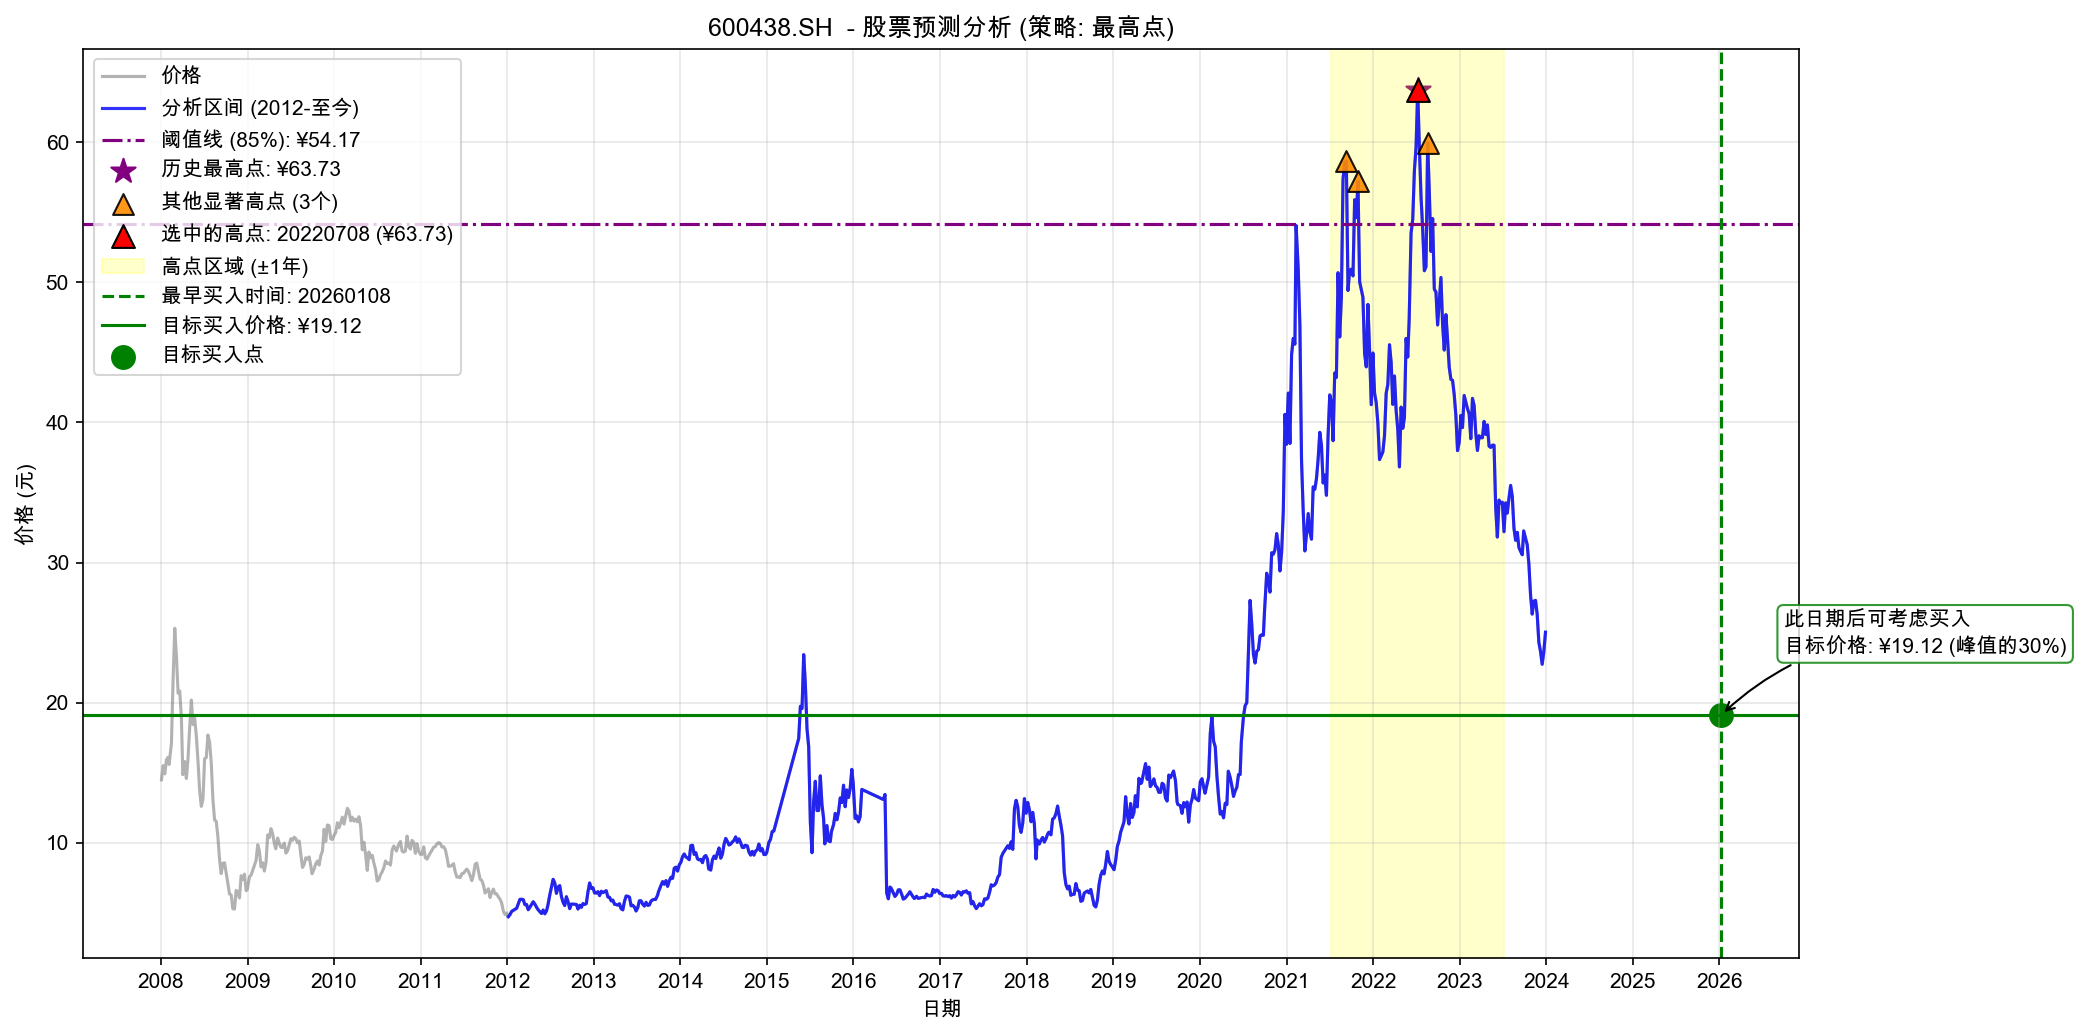 600438.SH - 股票预测分析 (策略: 最高点)
价格
分析区间 (2012-至今)
阈值线 (85%): ¥54.17
历史最高点: ¥63.73
其他显著高点 (3个)
选中的高点: 20220708 (¥63.73)
高点区域 (±1年)
最早买入时间: 20260108
目标买入价格: ¥19.12
目标买入点
价格 (元)
60
50
40
30
20
10
此日期后可考虑买入
目标价格: ¥19.12 (峰值的30%)
2008 2009 2010 2011 2012 2013 2014 2015 2016 2017 2018 2019 2020 2021 2022 2023 2024 2025 2026
日期